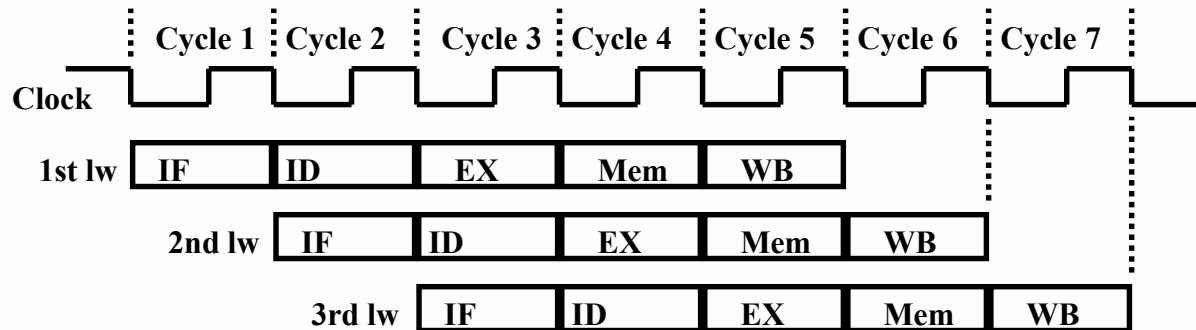 Cycle 1 Cycle 2 Cycle 3 Cycle 4 Cycle 5 Cycle 6 Cycle 7
Clock
1st lw IF ID EX Mem WB
2nd lw IF ID EX Mem WB
3rd lw IF ID EX Mem WB